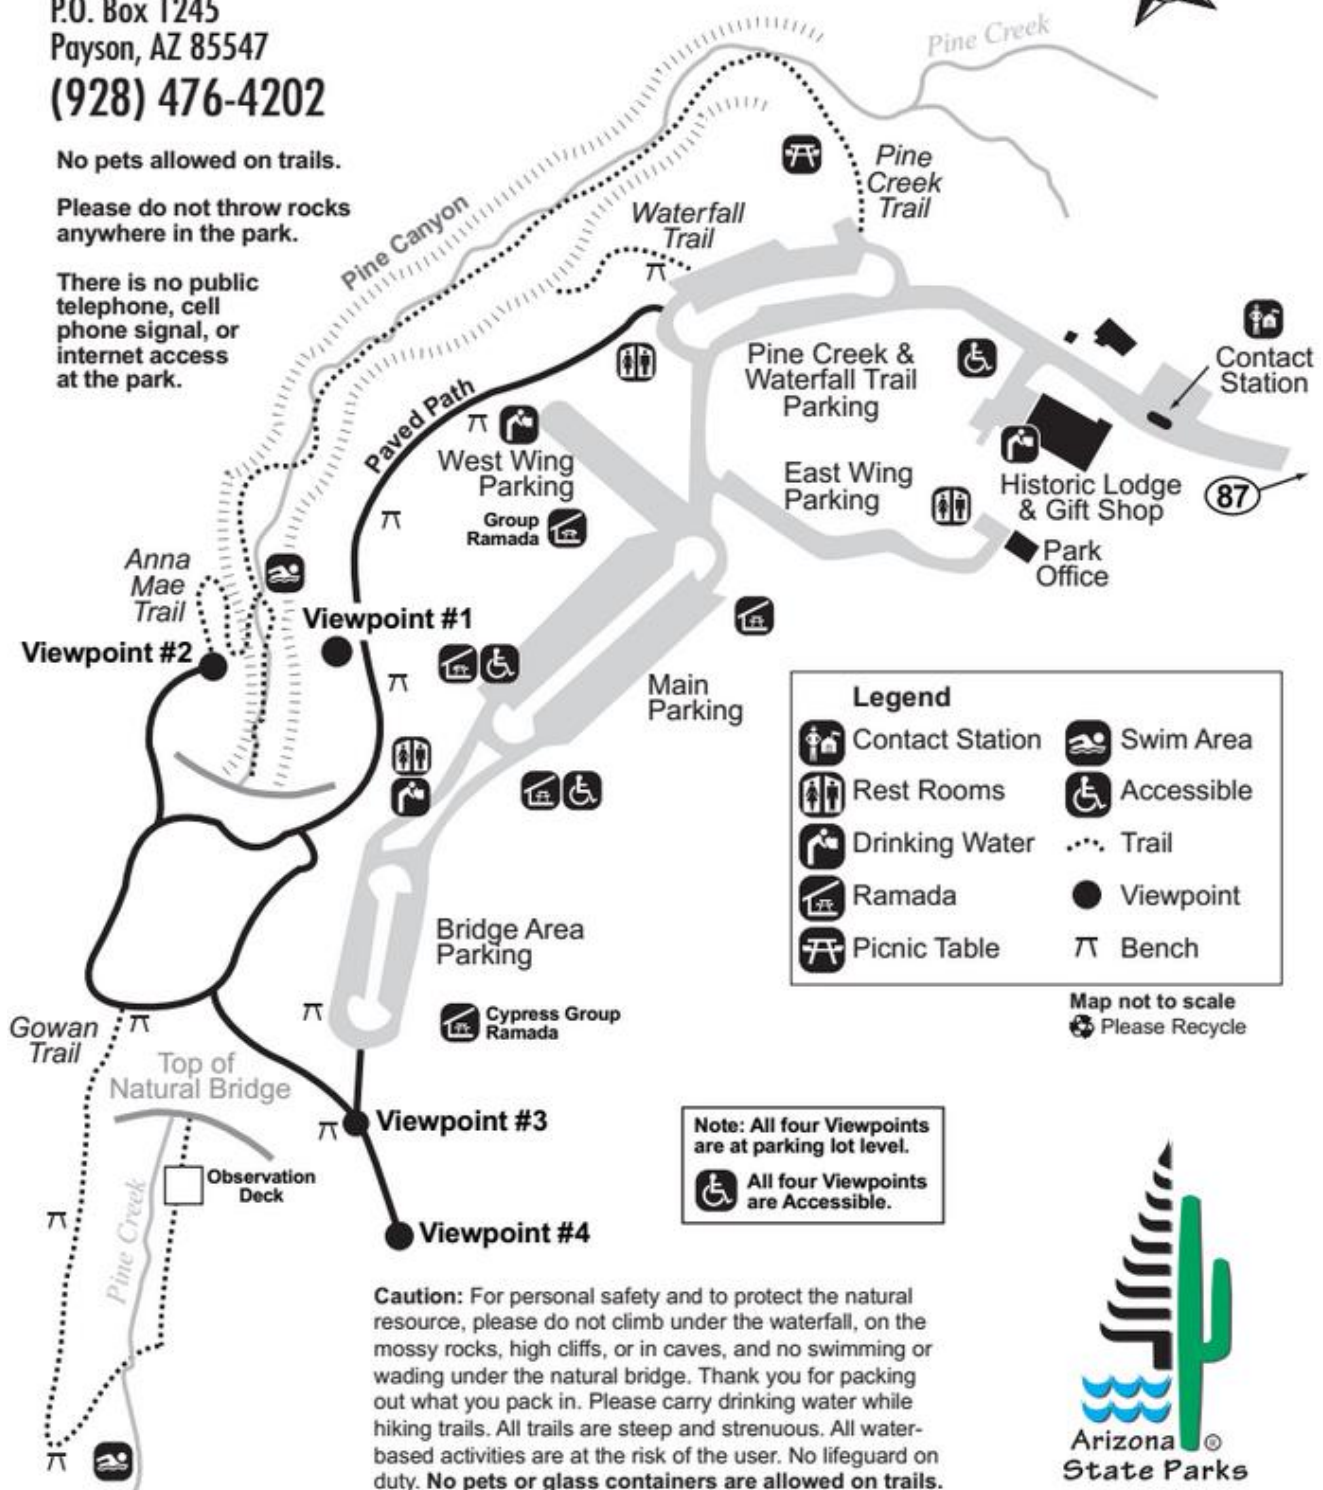 P.O. Box 1245
Payson, AZ 85547
(928) 476-4202
No pets allowed on trails.
Please do not throw rocks
anywhere in the park.
There is no public
telephone, cell
phone signal, or
internet access
at the park.
Pine Creek
Pine
Creek
Trail
Waterfall
Trail
Pine Canyon
Contact
Station
Pine Creek &
Waterfall Trail
Parking
Paved Path
West Wing
Parking
East Wing
Parking
Historic Lodge
& Gift Shop
87
Group
Ramada
Park
Office
Anna
Mae
Trail
Viewpoint #1
Viewpoint #2
Main
Parking
Legend
Contact Station
Swim Area
Rest Rooms
Accessible
Drinking Water
Trail
Ramada
Viewpoint
Picnic Table
Bench
Map not to scale
Please Recycle
Bridge Area
Parking
Cypress Group
Ramada
Gowan
Trail
Top of
Natural Bridge
Viewpoint #3
Observation
Deck
Pine Creek
Viewpoint #4
Note: All four Viewpoints
are at parking lot level.
All four Viewpoints
are Accessible.
Caution: For personal safety and to protect the natural
resource, please do not climb under the waterfall, on the
mossy rocks, high cliffs, or in caves, and no swimming or
wading under the natural bridge. Thank you for packing
out what you pack in. Please carry drinking water while
hiking trails. All trails are steep and strenuous. All water-
based activities are at the risk of the user. No lifeguard on
duty. No pets or glass containers are allowed on trails.
Arizona ®
State Parks